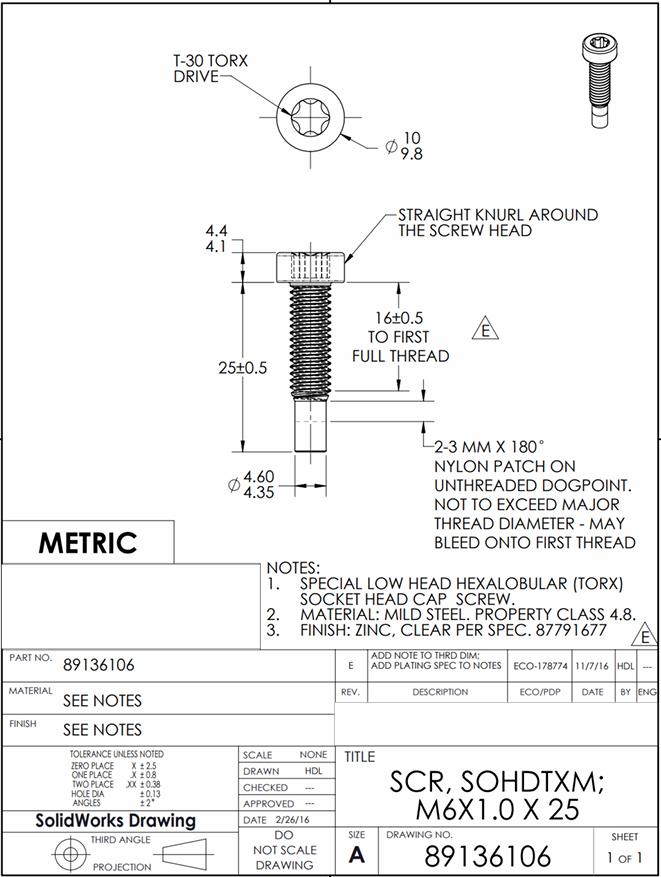 T-30 TORX
DRIVE
⌀ 10
9.8
STRAIGHT KNURL AROUND
THE SCREW HEAD
4.4
4.1
16±0.5
TO FIRST
FULL THREAD
E
25±0.5
2-3 MM X 180°
NYLON PATCH ON
UNTHREADED DOGPOINT.
NOT TO EXCEED MAJOR
THREAD DIAMETER - MAY
BLEED ONTO FIRST THREAD
⌀ 4.60
4.35
METRIC
NOTES:
1. SPECIAL LOW HEAD HEXALOBULAR (TORX)
SOCKET HEAD CAP SCREW.
2. MATERIAL: MILD STEEL. PROPERTY CLASS 4.8.
3. FINISH: ZINC, CLEAR PER SPEC. 87791677
E
PART NO. 89136106
E ADD NOTE TO THIRD DIM; ECO-178774 11/7/16 HDL ---
ADD PLATING SPEC TO NOTES
MATERIAL SEE NOTES
REV. DESCRIPTION ECO/PDP DATE BY ENG
FINISH SEE NOTES
TOLERANCE UNLESS NOTED
ZERO PLACE X ± 2.5
ONE PLACE .X ± 0.8
TWO PLACE .XX ± 0.38
HOLE DIA ± 0.13
ANGLES ± 2°
SolidWorks Drawing
THIRD ANGLE
PROJECTION
SCALE NONE
DRAWN HDL
CHECKED ---
APPROVED ---
DATE 2/26/16
DO
NOT SCALE
DRAWING
TITLE
SCR, SOHDTXM;
M6X1.0 X 25
SIZE
A
DRAWING NO.
89136106
SHEET
1 OF 1